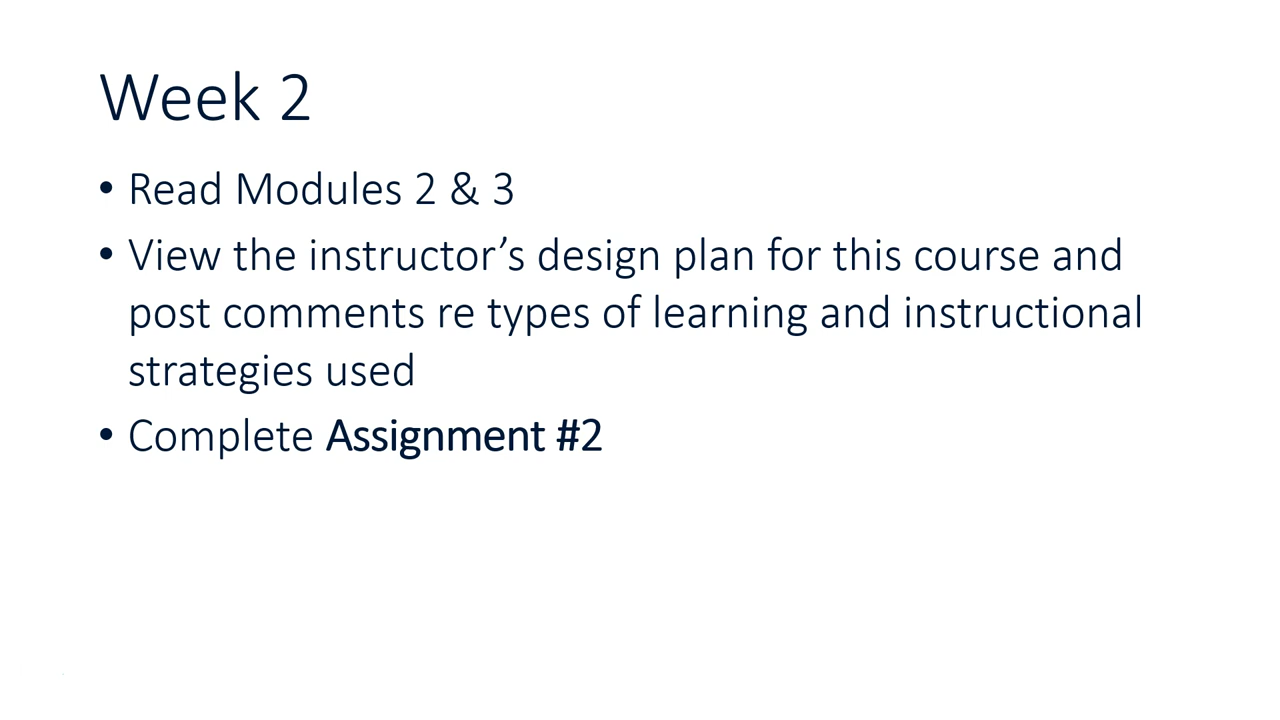 Week 2
• Read Modules 2 & 3
• View the instructor’s design plan for this course and
post comments re types of learning and instructional
strategies used
• Complete Assignment #2